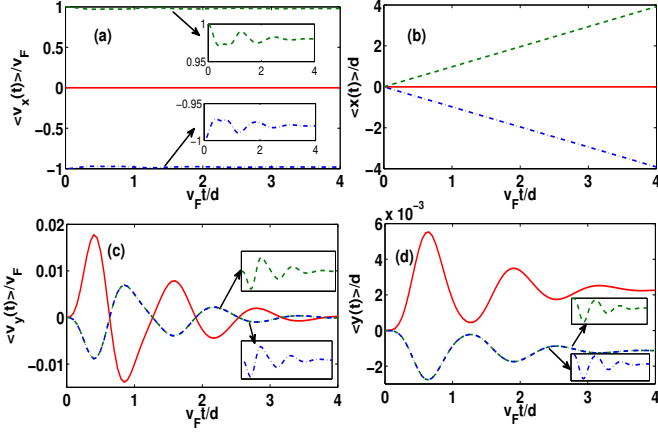 1
0.5
0
−0.5
−1
<v_x(t)>/v_F
(a)
1
0.95
0 2 4
−0.95
−1
0 2 4
0 1 2 3 4
v_F t/d
4
2
0
−2
−4
<x(t)>/d
(b)
0 1 2 3 4
v_F t/d
0.02
0.01
0
−0.01
<v_y(t)>/v_F
(c)
0 1 2 3 4
v_F t/d
6 x 10^−3
4
2
0
−2
<y(t)>/d
(d)
0 1 2 3 4
v_F t/d